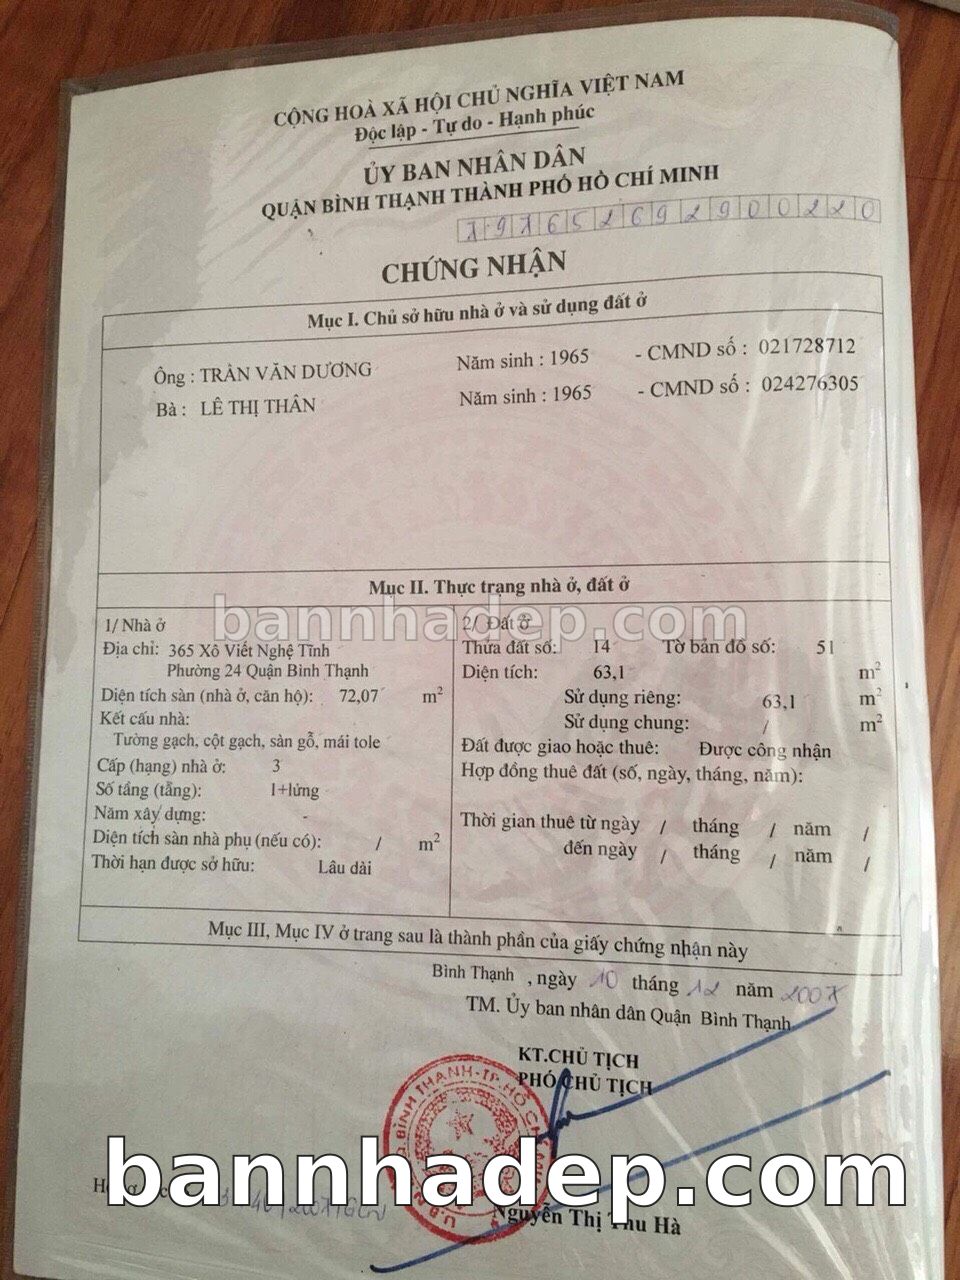 CỘNG HOÀ XÃ HỘI CHỦ NGHĨA VIỆT NAM
Độc lập - Tự do - Hạnh phúc
ỦY BAN NHÂN DÂN
QUẬN BÌNH THẠNH THÀNH PHỐ HỒ CHÍ MINH
191652692900220
CHỨNG NHẬN
Mục I. Chủ sở hữu nhà ở và sử dụng đất ở
Ông : TRẦN VĂN DƯƠNG Năm sinh : 1965 - CMND số : 021728712
Bà : LÊ THỊ THÂN Năm sinh : 1965 - CMND số : 024276305
Mục II. Thực trạng nhà ở, đất ở
bannhadep.com
1/ Nhà ở
Địa chỉ: 365 Xô Viết Nghệ Tĩnh
Phường 24 Quận Bình Thạnh
Diện tích sàn (nhà ở, căn hộ): 72,07 m²
Kết cấu nhà:
Tường gạch, cột gạch, sàn gỗ, mái tole
Cấp (hạng) nhà ở: 3
Số tầng (tầng): 1+lửng
Năm xây dựng: -
Diện tích sàn nhà phụ (nếu có): / m²
Thời hạn được sở hữu: Lâu dài
2/ Đất ở
Thửa đất số: 14 Tờ bản đồ số: 51
Diện tích: 63,1 m²
Sử dụng riêng: 63,1 m²
Sử dụng chung: / m²
Đất được giao hoặc thuê: Được công nhận
Hợp đồng thuê đất (số, ngày, tháng, năm):
Thời gian thuê từ ngày / tháng / năm /
đến ngày / tháng / năm /
Mục III, Mục IV ở trang sau là thành phần của giấy chứng nhận này
Bình Thạnh , ngày 10 tháng 12 năm 2007
TM. Ủy ban nhân dân Quận Bình Thạnh
KT.CHỦ TỊCH
PHÓ CHỦ TỊCH
bannhadep.com
Nguyễn Thị Thu Hà